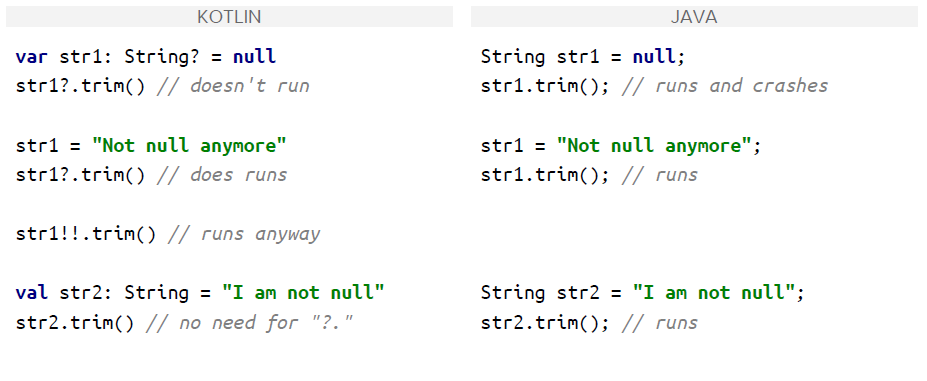 KOTLIN
var str1: String? = null
str1?.trim() // doesn't run
str1 = "Not null anymore"
str1?.trim() // does runs
str1!!.trim() // runs anyway
val str2: String = "I am not null"
str2.trim() // no need for "?."
JAVA
String str1 = null;
str1.trim(); // runs and crashes
str1 = "Not null anymore";
str1.trim(); // runs
String str2 = "I am not null";
str2.trim(); // runs